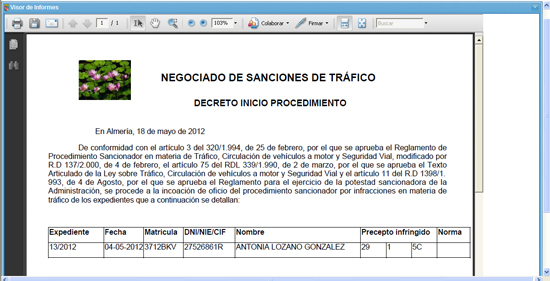 Visor de Informes
1 / 1
103%
Colaborar
Firmar
Buscar
NEGOCIADO DE SANCIONES DE TRÁFICO
DECRETO INICIO PROCEDIMIENTO
En Almería, 18 de mayo de 2012
De conformidad con el artículo 3 del 320/1.994, de 25 de febrero, por el que se aprueba el Reglamento de
Procedimiento Sancionador en materia de Tráfico, Circulación de vehículos a motor y Seguridad Vial, modificado por
R.D 137/2.000, de 4 de febrero, el artículo 75 del RDL 339/1.990, de 2 de marzo, por el que se aprueba el Texto
Articulado de la Ley sobre Tráfico, Circulación de vehículos a motor y Seguridad Vial y el artículo 11 del R.D 1398/1.
993, de 4 de Agosto, por el que se aprueba el Reglamento para el ejercicio de la potestad sancionadora de la
Administración, se procede a la incoación de oficio del procedimiento sancionador por infracciones en materia de
tráfico de los expedientes que a continuación se detallan:
Expediente Fecha Matrícula DNI/NIE/CIF Nombre Precepto infringido Norma
13/2012 04-05-2012 3712BKV 27526861R ANTONIA LOZANO GONZALEZ 29 1 5C